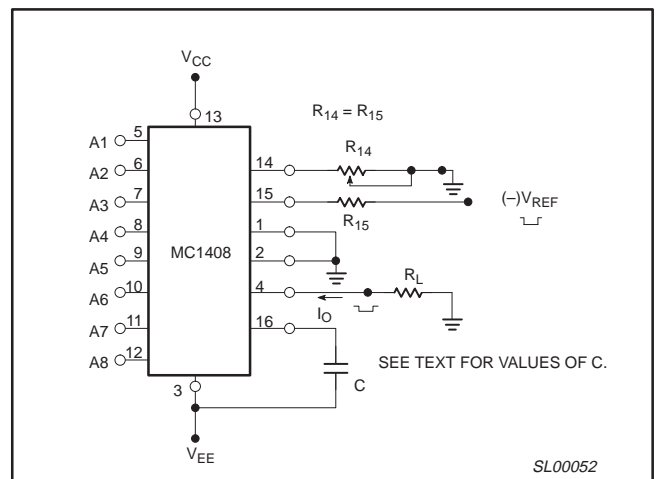 VCC
13
R14 = R15
A1 5
A2 6
A3 7
A4 8
A5 9
A6 10
A7 11
A8 12
MC1408
14
R14
15
R15
(–)VREF
1
2
4
IO
RL
16
C
SEE TEXT FOR VALUES OF C.
3
VEE
SL00052